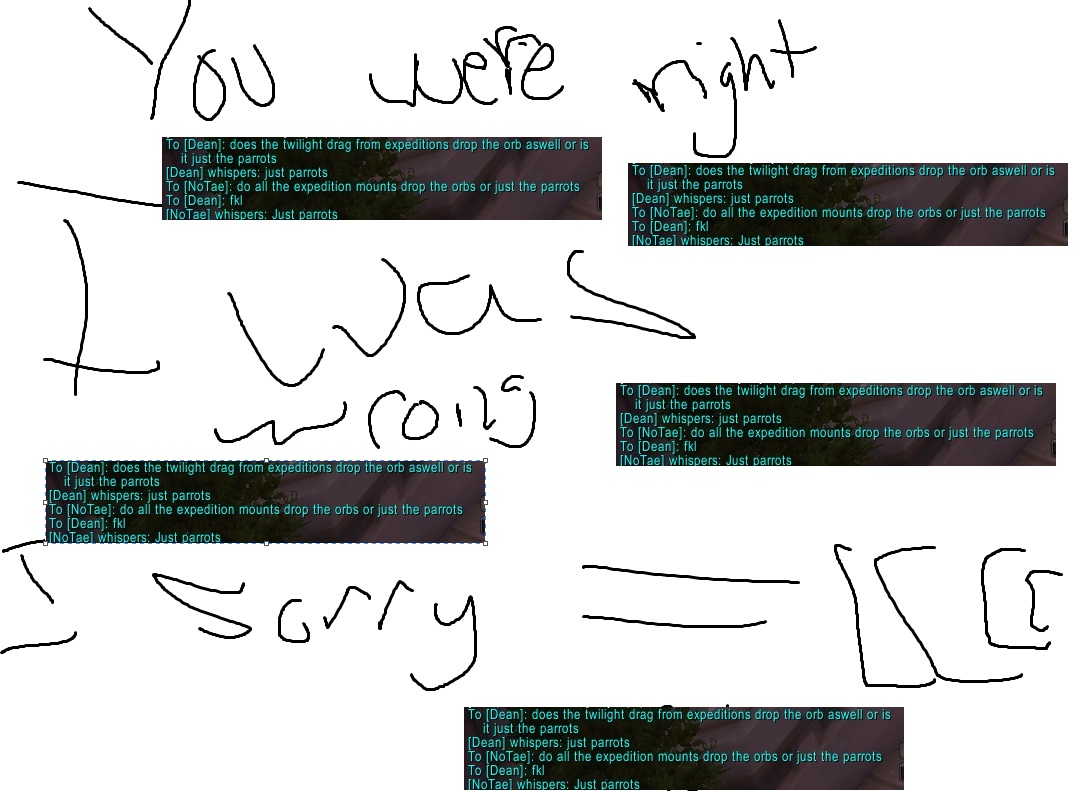 You were right
To [Dean]: does the twilight drag from expeditions drop the orb aswell or is
it just the parrots
[Dean] whispers: just parrots
To [NoTae]: do all the expedition mounts drop the orbs or just the parrots
To [Dean]: fkl
[NoTae] whispers: Just parrots
To [Dean]: does the twilight drag from expeditions drop the orb aswell or is
it just the parrots
[Dean] whispers: just parrots
To [NoTae]: do all the expedition mounts drop the orbs or just the parrots
To [Dean]: fkl
[NoTae] whispers: Just parrots
I was
wrong
To [Dean]: does the twilight drag from expeditions drop the orb aswell or is
it just the parrots
[Dean] whispers: just parrots
To [NoTae]: do all the expedition mounts drop the orbs or just the parrots
To [Dean]: fkl
[NoTae] whispers: Just parrots
To [Dean]: does the twilight drag from expeditions drop the orb aswell or is
it just the parrots
[Dean] whispers: just parrots
To [NoTae]: do all the expedition mounts drop the orbs or just the parrots
To [Dean]: fkl
[NoTae] whispers: Just parrots
I sorry =
To [Dean]: does the twilight drag from expeditions drop the orb aswell or is
it just the parrots
[Dean] whispers: just parrots
To [NoTae]: do all the expedition mounts drop the orbs or just the parrots
To [Dean]: fkl
[NoTae] whispers: Just parrots